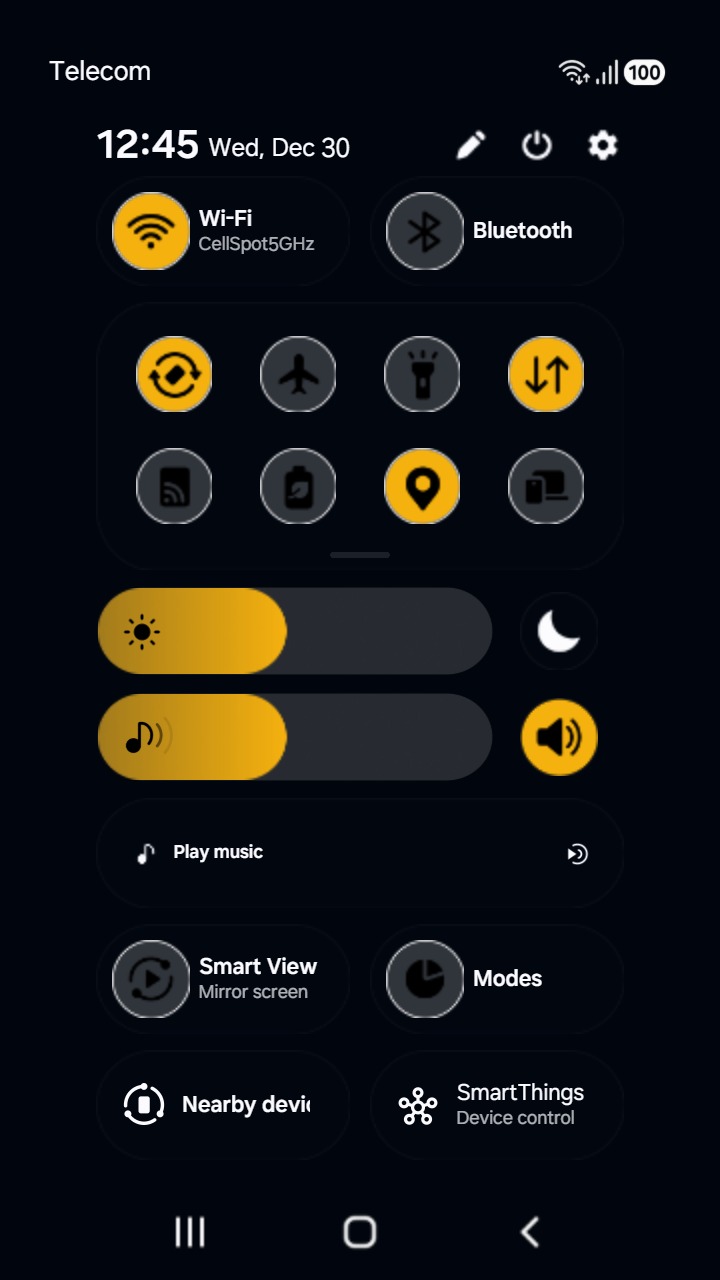 Telecom
100
12:45 Wed, Dec 30
Wi-Fi
CellSpot5GHz
Bluetooth
Play music
Smart View
Mirror screen
Modes
Nearby devic
SmartThings
Device control